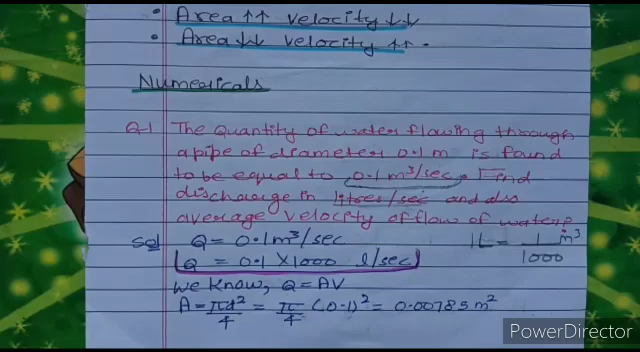 • Area ↑↑ velocity ↓↓
• Area ↓↓ velocity ↑↑ .
Numericals
Q-1 The Quantity of water flowing through
a pipe of diameter 0.1 m is found
to be equal to 0.1 m³/sec. Find
discharge in litres/sec and also
average velocity of flow of water?
Sol Q = 0.1 m³/sec 1L = 1/1000 m³
Q = 0.1 × 1000 l/sec
We know, Q = AV
A = πd²/4 = π/4 (0.1)² = 0.00785 m²
PowerDirector